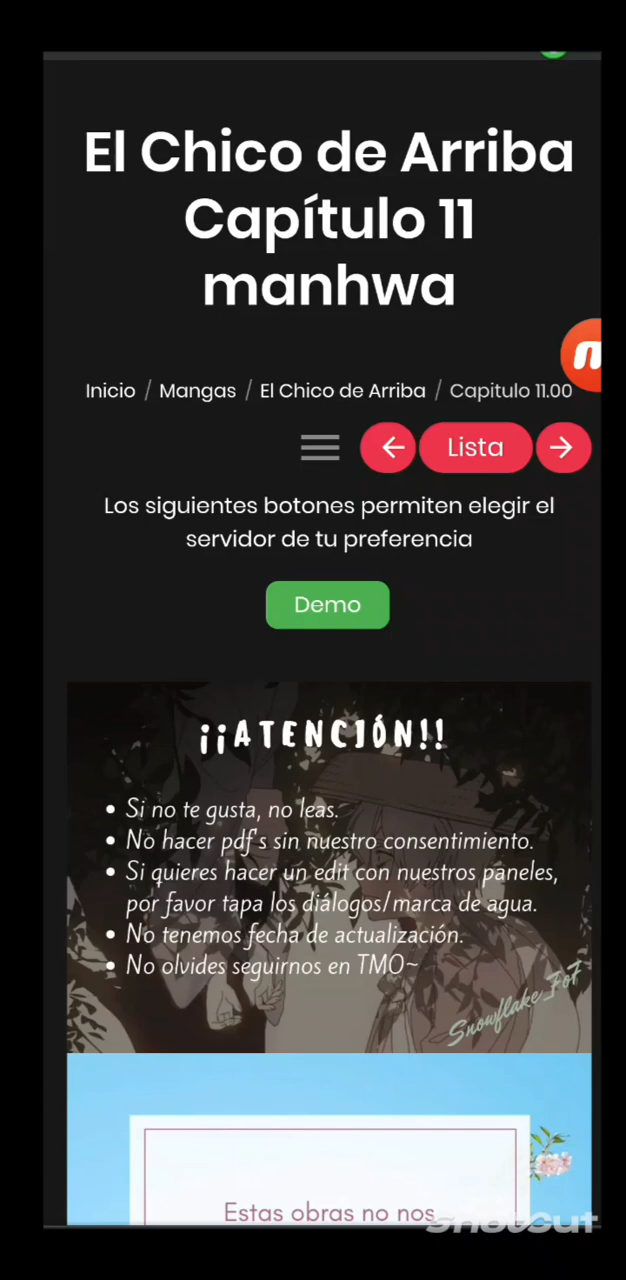 El Chico de Arriba
Capítulo 11
manhwa
Inicio / Mangas / El Chico de Arriba / Capitulo 11.00
Lista
Los siguientes botones permiten elegir el
servidor de tu preferencia
Demo
¡¡ATENCIÓN!!
• Si no te gusta, no leas.
• No hacer pdf's sin nuestro consentimiento.
• Si quieres hacer un edit con nuestros paneles,
por favor tapa los diálogos/marca de agua.
• No tenemos fecha de actualización.
• No olvides seguirnos en TMO~
Snowflake_FoF
Estas obras no nos
ShotCut